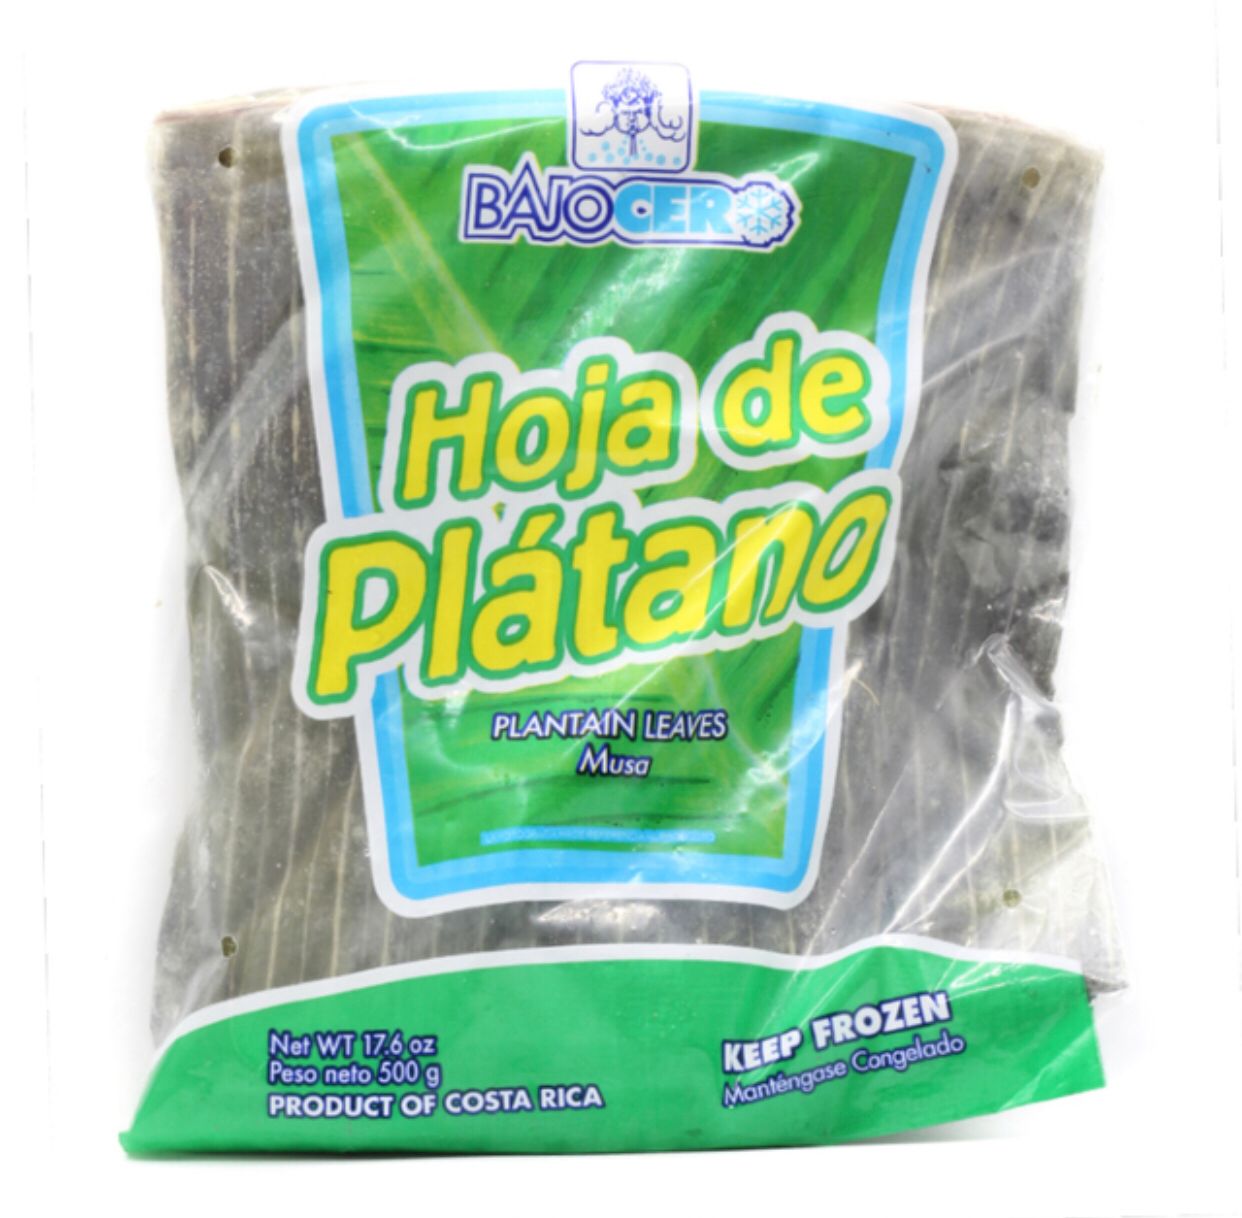 BAJOCERO
Hoja de
Plátano
PLANTAIN LEAVES
Musa
Net WT 17.6 oz
Peso neto 500 g
PRODUCT OF COSTA RICA
KEEP FROZEN
Manténgase Congelado